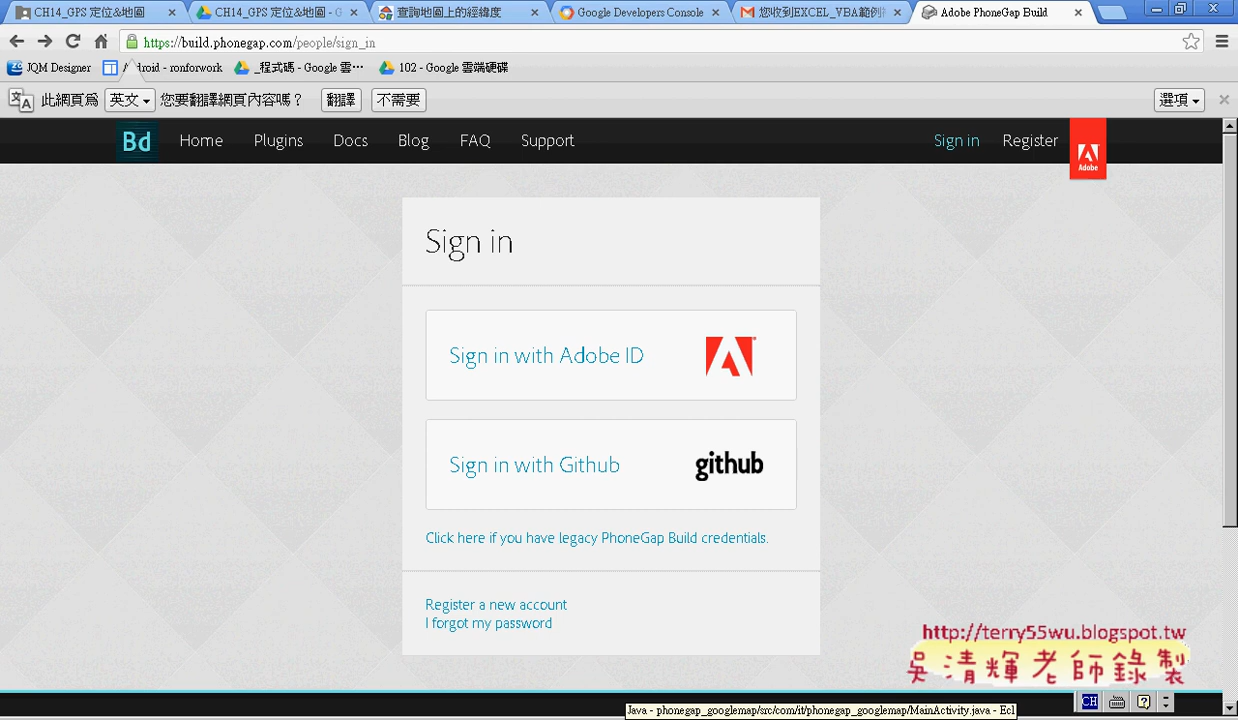 CH14_GPS 定位&地圖
CH14_GPS 定位&地圖 - G
查詢地圖上的經緯度
Google Developers Console
您收到EXCEL_VBA範例
Adobe PhoneGap Build
https://build.phonegap.com/people/sign_in
JQM Designer
droid - ronforwork
_程式碼 - Google 雲…
102 - Google 雲端硬碟
此網頁為 英文 您要翻譯網頁內容嗎？ 翻譯 不需要 選項
Bd Home Plugins Docs Blog FAQ Support Sign in Register
Adobe
Sign in
Sign in with Adobe ID
Sign in with Github github
Click here if you have legacy PhoneGap Build credentials.
Register a new account
I forgot my password
http://terry55wu.blogspot.tw
吳清輝老師錄製
CH
Java - phonegap_googlemap/src/com/it/phonegap_googlemap/MainActivity.java - Ecl